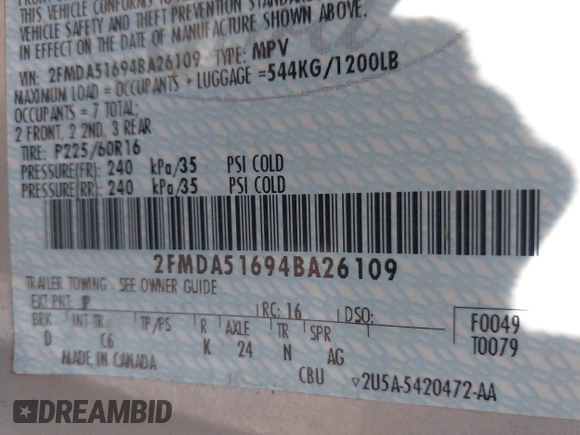 THIS VEHICLE CONFORMS TO ALL APPLICABLE
VEHICLE SAFETY AND THEFT PREVENTION STANDARD
IN EFFECT ON THE DATE OF MANUFACTURE SHOWN ABOVE.
VIN: 2FMDA51694BA26109 TYPE: MPV
MAXIMUM LOAD = OCCUPANTS + LUGGAGE =544KG/1200LB
OCCUPANTS = 7 TOTAL;
2 FRONT, 2 2ND, 3 REAR
TIRE: P225/60R16
PRESSURE(FR): 240 kPa/35 PSI COLD
PRESSURE(RR): 240 kPa/35 PSI COLD
2FMDA51694BA26109
TRAILER TOWING - SEE OWNER GUIDE
EXT PNT: JP RC: 16 DSO: F0049
BRK INT TR TP/PS R AXLE TR SPR T0079
D C6 K 24 N AG
MADE IN CANADA CBU ▽2U5A-5420472-AA
DREAMBID